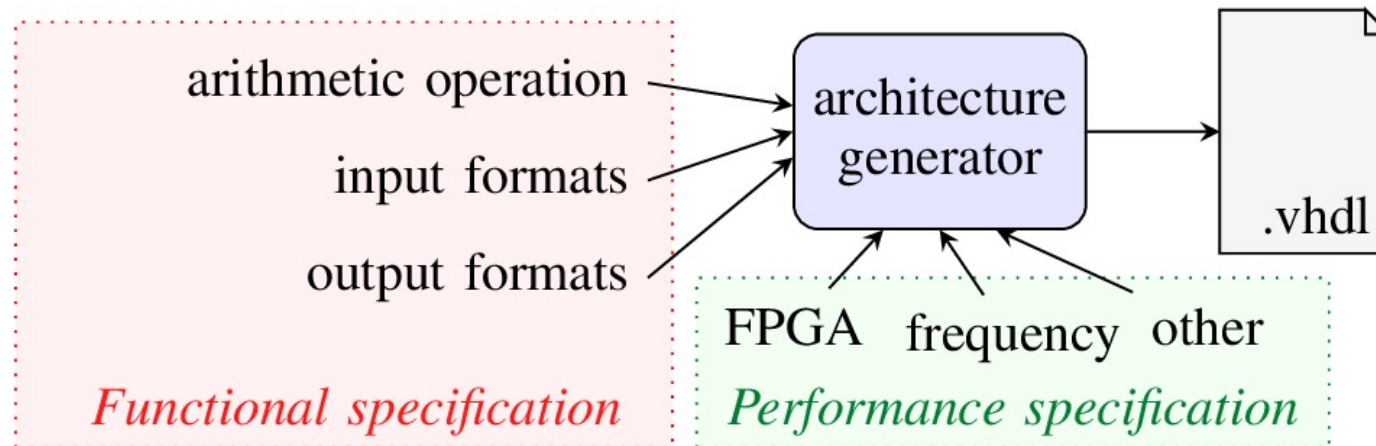 arithmetic operation
input formats
output formats
Functional specification
architecture
generator
.vhdl
FPGA frequency other
Performance specification